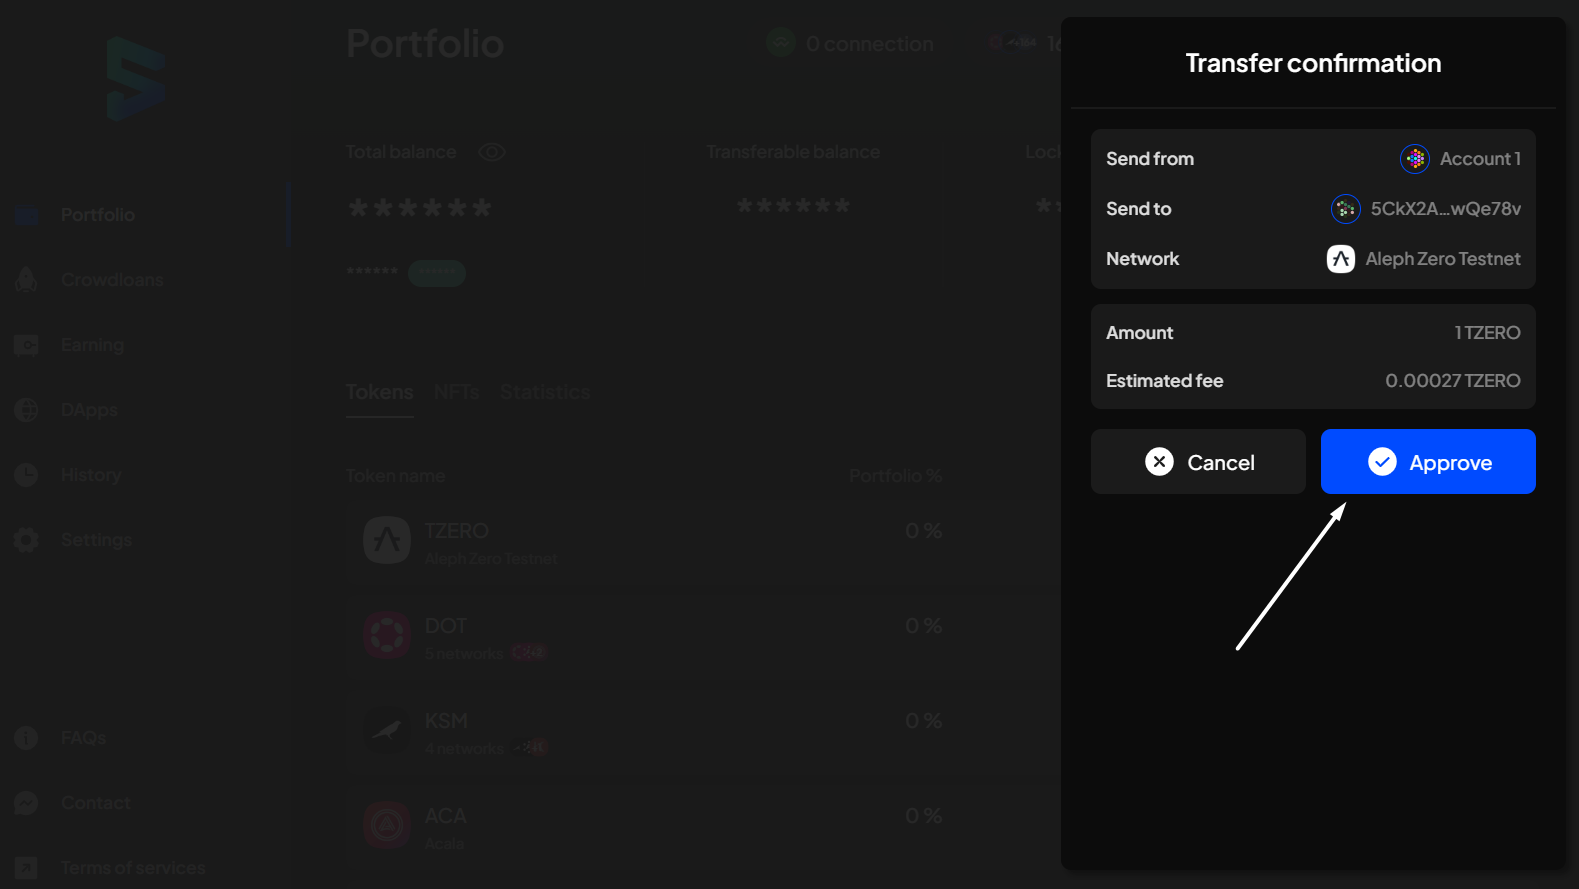 Portfolio
0 connection
Transfer confirmation
Total balance
Transferable balance
Send from
Account 1
Portfolio
******
******
Send to
5CkX2A...wQe78v
Network
Aleph Zero Testnet
******
******
Crowdloans
Earning
Amount
1 TZERO
Estimated fee
0.00027 TZERO
Tokens
NFTs
Statistics
DApps
Cancel
Approve
History
Token name
Portfolio %
TZERO
0 %
Aleph Zero Testnet
Settings
DOT
0 %
5 networks
KSM
0 %
4 networks
FAQs
Contact
ACA
0 %
Acala
Terms of services